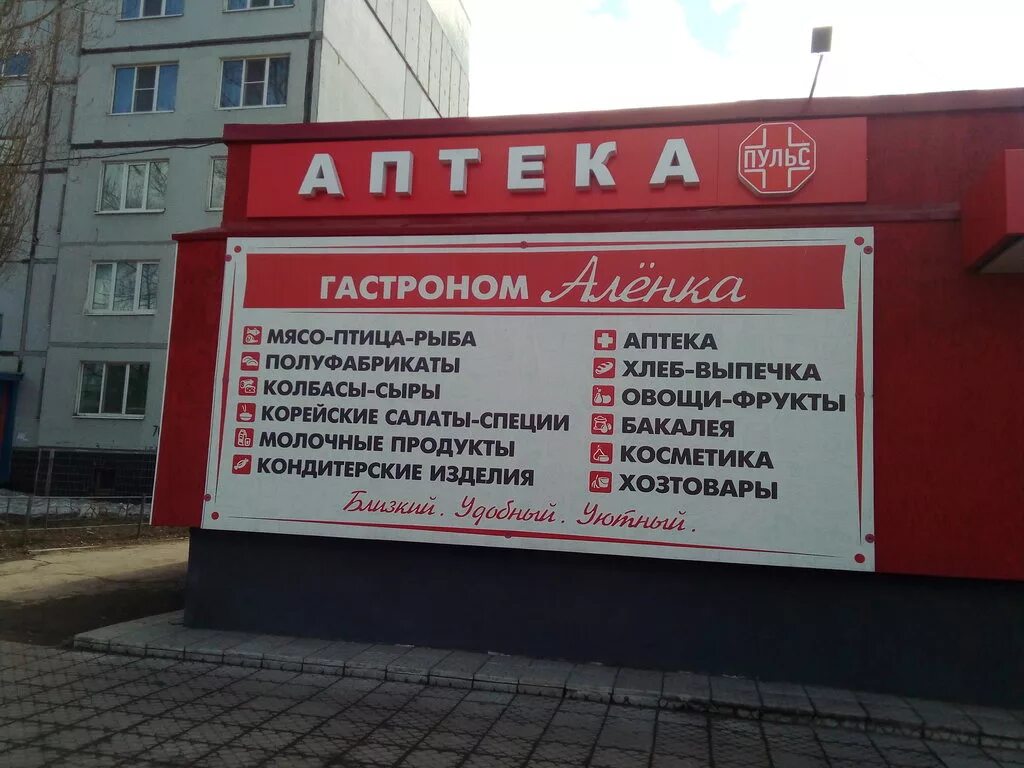 АПТЕКА ПУЛЬС
ГАСТРОНОМ Алёнка
МЯСО-ПТИЦА-РЫБА
ПОЛУФАБРИКАТЫ
КОЛБАСЫ-СЫРЫ
КОРЕЙСКИЕ САЛАТЫ-СПЕЦИИ
МОЛОЧНЫЕ ПРОДУКТЫ
КОНДИТЕРСКИЕ ИЗДЕЛИЯ
АПТЕКА
ХЛЕБ-ВЫПЕЧКА
ОВОЩИ-ФРУКТЫ
БАКАЛЕЯ
КОСМЕТИКА
ХОЗТОВАРЫ
Близкий. Удобный. Уютный.